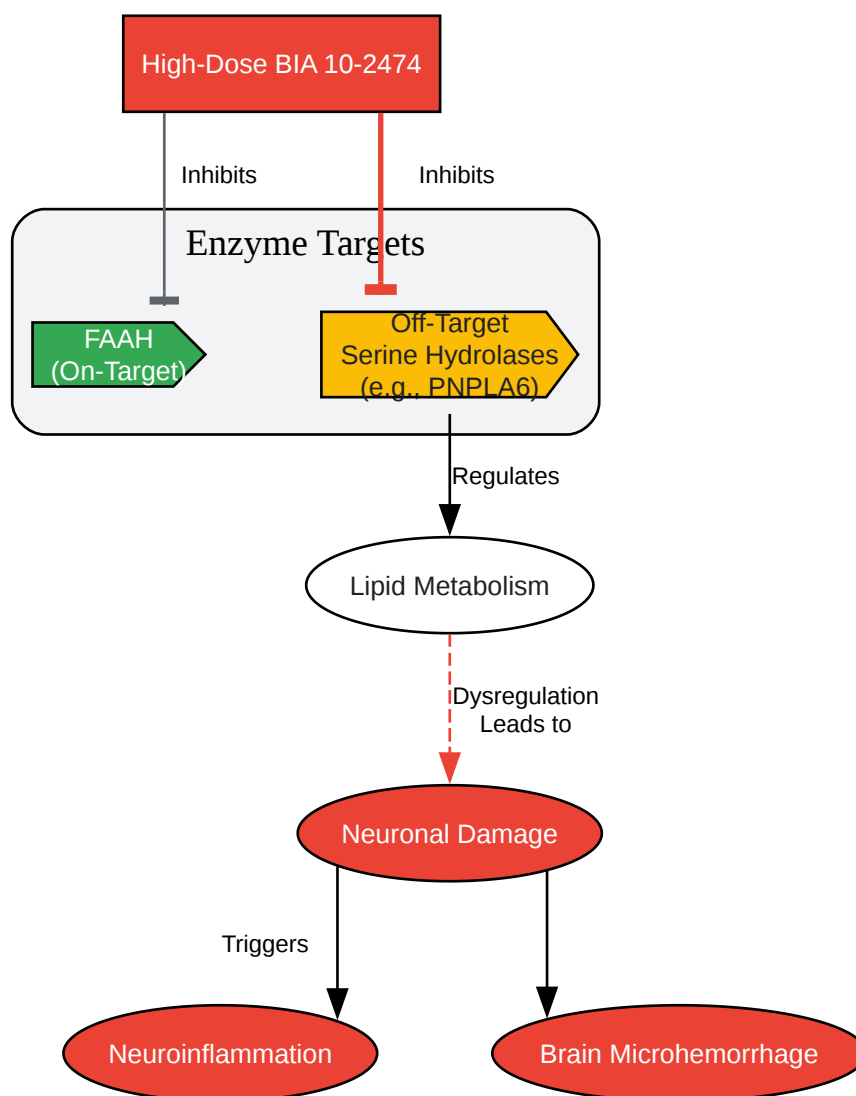 High-Dose BIA 10-2474
Inhibits
Inhibits
Enzyme Targets
FAAH
(On-Target)
Off-Target
Serine Hydrolases
(e.g., PNPLA6)
Regulates
Lipid Metabolism
Dysregulation
Leads to
Neuronal Damage
Triggers
Neuroinflammation
Brain Microhemorrhage